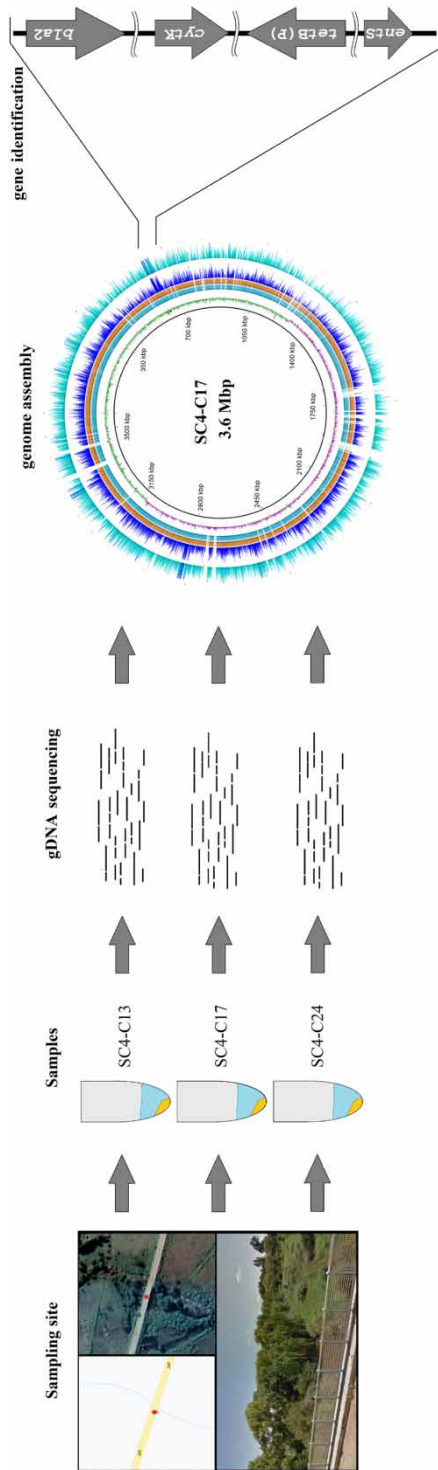 Sampling site
Samples
gDNA sequencing
genome assembly
gene identification
SC4-C13
SC4-C17
SC4-C24
SC4-C17
3.6 Mbp
350 kbp
700 kbp
1050 kbp
1400 kbp
1750 kbp
2100 kbp
2450 kbp
2800 kbp
3150 kbp
3500 kbp
bla2
cytK
tetB(P)
entS